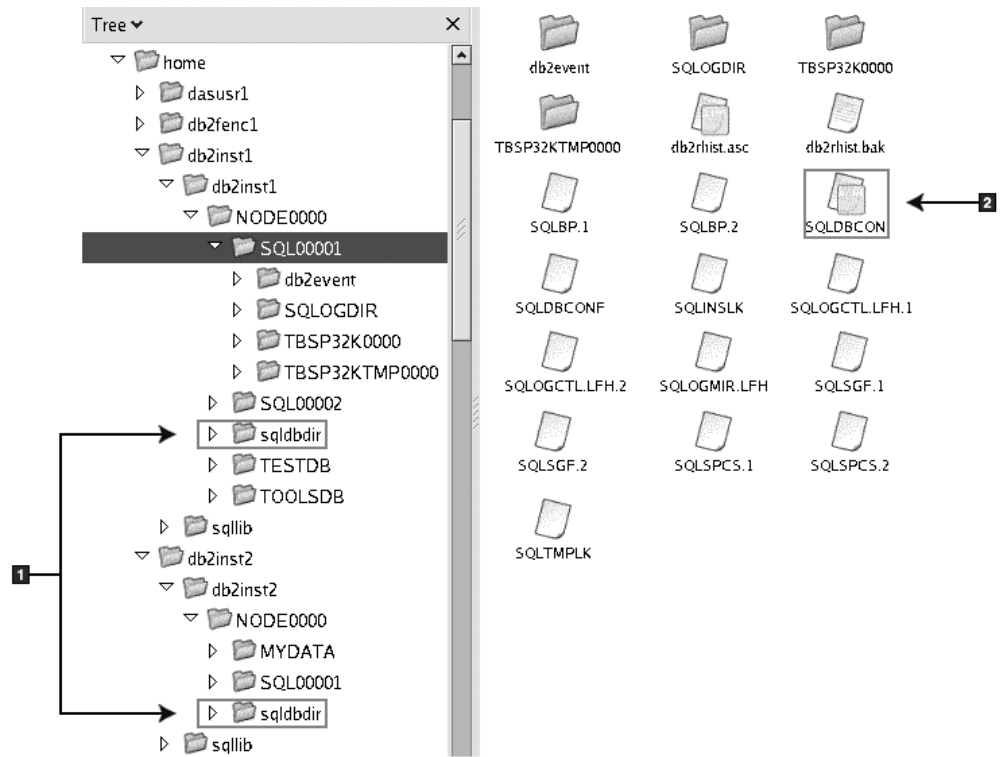 Tree
home
dasusr1
db2fenc1
db2inst1
db2inst1
NODE0000
SQL00001
db2event
SQLOGDIR
TBSP32K0000
TBSP32KTMP0000
SQL00002
sqldbdir
TESTDB
TOOLSDB
sqllib
db2inst2
db2inst2
NODE0000
MYDATA
SQL00001
sqldbdir
sqllib
1
db2event
SQLOGDIR
TBSP32K0000
TBSP32KTMP0000
db2rhist.asc
db2rhist.bak
SQLBP.1
SQLBP.2
SQLDBCON
2
SQLDBCONF
SQLINSLK
SQLOGCTL.LFH.1
SQLOGCTL.LFH.2
SQLOGMIR.LFH
SQLSGF.1
SQLSGF.2
SQLSPCS.1
SQLSPCS.2
SQLTMPLK